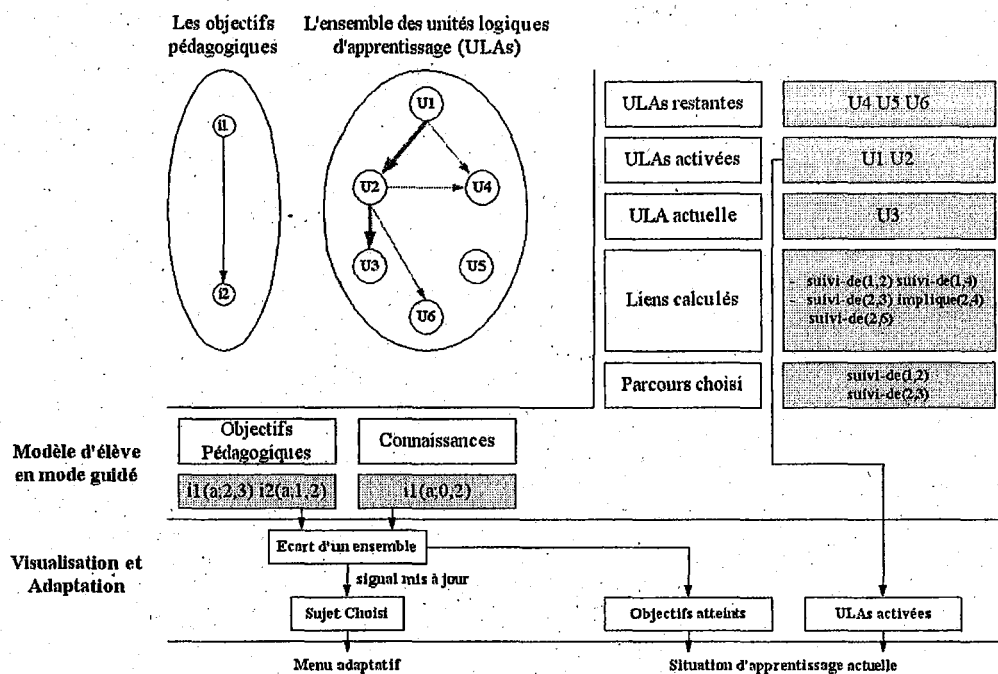 Les objectifs
pédagogiques
L'ensemble des unités logiques
d'apprentissage (ULAs)
i1
i2
U1
U2
U4
U3
U5
U6
ULAs restantes
U4 U5 U6
ULAs activées
U1 U2
ULA actuelle
U3
Liens calculés
- suivi-de(1,2) suivi-de(1,4)
- suivi-de(2,3) implique(2,4)
suivi-de(2,6)
Parcours choisi
suivi-de(1,2)
suivi-de(2,3)
Modèle d'élève
en mode guidé
Objectifs
Pédagogiques
Connaissances
i1(a;2,3) i2(a;1,2)
i1(a;0,2)
Visualisation et
Adaptation
Ecart d'un ensemble
signal mis à jour
Sujet Choisi
Objectifs atteints
ULAs activées
Menu adaptatif
Situation d'apprentissage actuelle